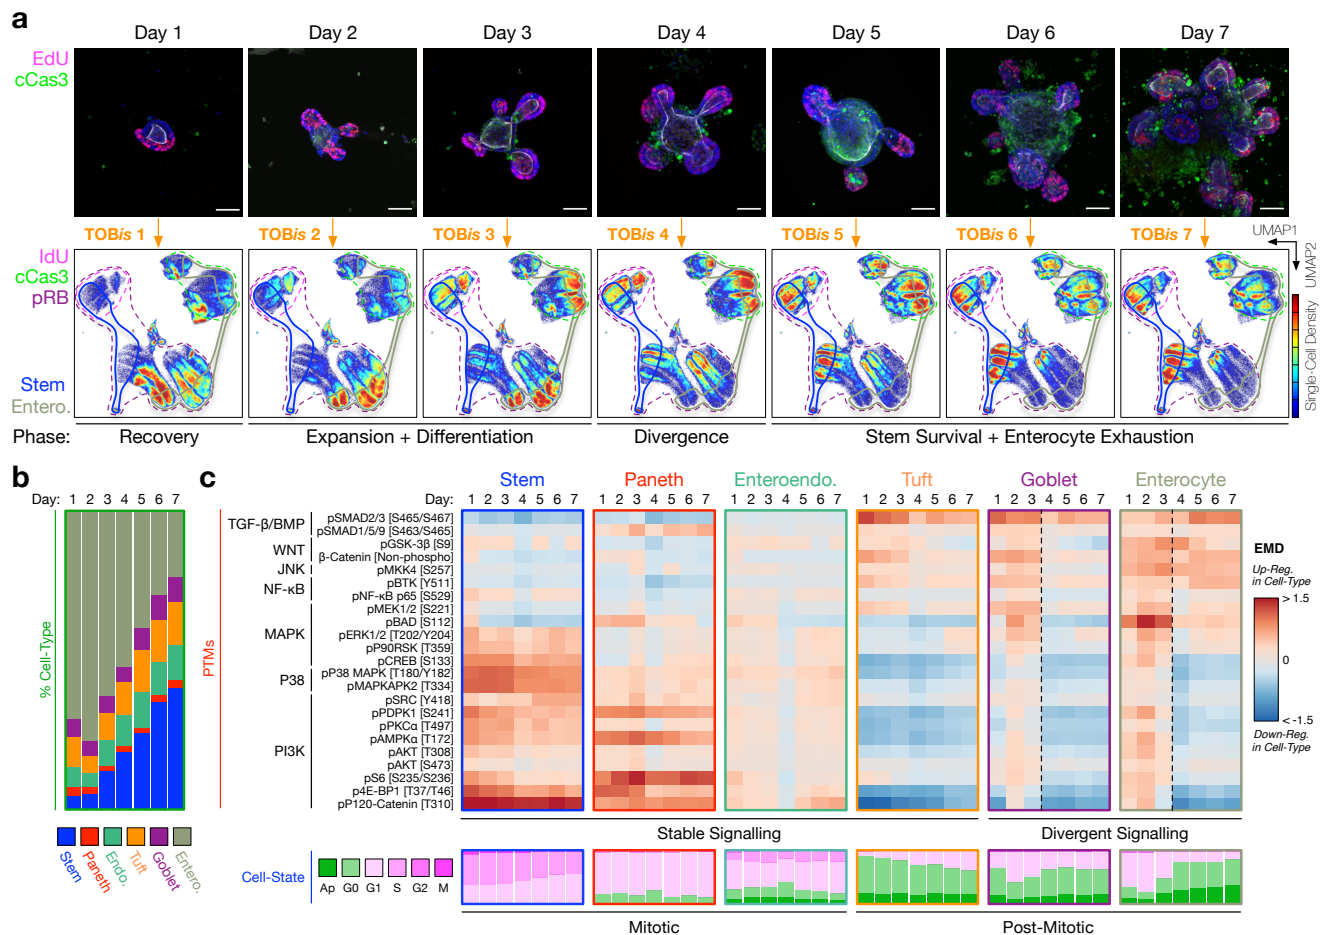 a
Day 1 Day 2 Day 3 Day 4 Day 5 Day 6 Day 7
EdU
cCas3
TOBis 1 TOBis 2 TOBis 3 TOBis 4 TOBis 5 TOBis 6 TOBis 7
UMAP1
UMAP2
IdU
cCas3
pRB
Stem
Entero.
Single-Cell Density
Phase: Recovery Expansion + Differentiation Divergence Stem Survival + Enterocyte Exhaustion
b
Day: 1 2 3 4 5 6 7
% Cell-Type
Stem
Paneth
Endo.
Tuft
Goblet
Entero.
c
Stem Paneth Enteroendo. Tuft Goblet Enterocyte
Day: 1 2 3 4 5 6 7 1 2 3 4 5 6 7 1 2 3 4 5 6 7 1 2 3 4 5 6 7 1 2 3 4 5 6 7 1 2 3 4 5 6 7
PTMs
TGF-β/BMP
WNT
JNK
NF-κB
MAPK
P38
PI3K
pSMAD2/3 [S465/S467]
pSMAD1/5/9 [S463/S465]
pGSK-3β [S9]
β-Catenin [Non-phospho]
pMKK4 [S257]
pBTK [Y511]
pNF-κB p65 [S529]
pMEK1/2 [S221]
pBAD [S112]
pERK1/2 [T202/Y204]
pP90RSK [T359]
pCREB [S133]
pP38 MAPK [T180/Y182]
pMAPKAPK2 [T334]
pSRC [Y418]
pPDPK1 [S241]
pPKCα [T497]
pAMPKα [T172]
pAKT [T308]
pAKT [S473]
pS6 [S235/S236]
p4E-BP1 [T37/T46]
pP120-Catenin [T310]
EMD
Up-Reg.
in Cell-Type
> 1.5
0
< -1.5
Down-Reg.
in Cell-Type
Stable Signalling Divergent Signalling
Cell-State
Ap G0 G1 S G2 M
Mitotic Post-Mitotic